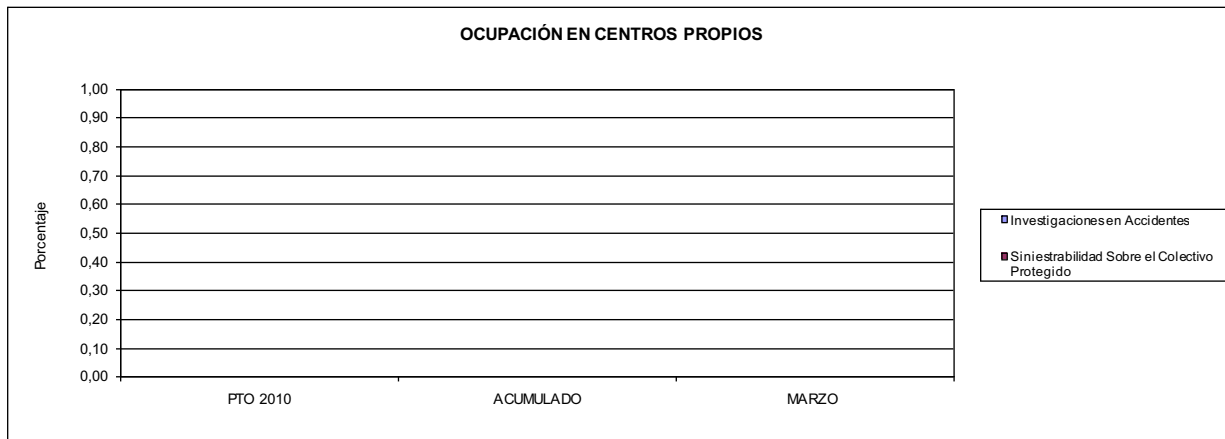 OCUPACIÓN EN CENTROS PROPIOS
1,00
0,90
0,80
0,70
0,60
0,50
0,40
0,30
0,20
0,10
0,00
Porcentaje
PTO 2010
ACUMULADO
MARZO
Investigaciones en Accidentes
Siniestrabilidad Sobre el Colectivo
Protegido